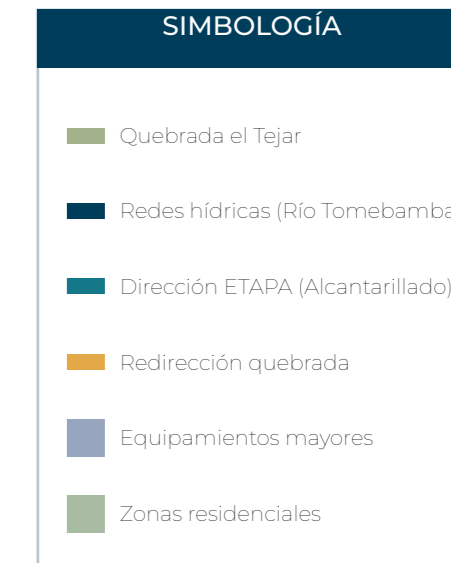 SIMBOLOGÍA
Quebrada el Tejar
Redes hídricas (Río Tomebamba
Dirección ETAPA (Alcantarillado)
Redirección quebrada
Equipamientos mayores
Zonas residenciales